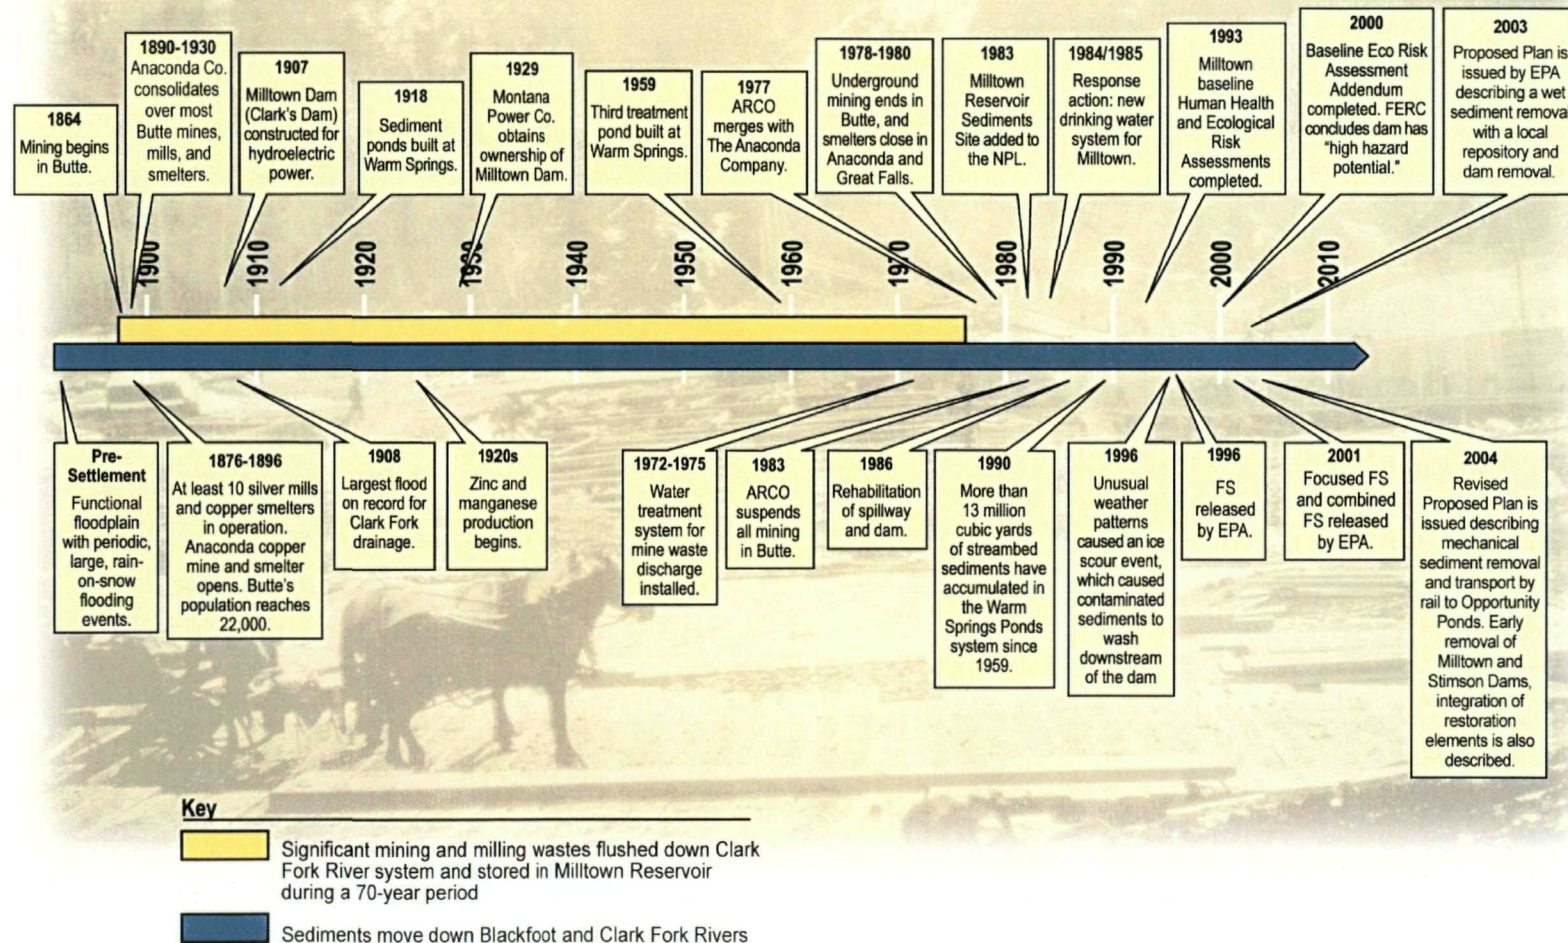 1864
Mining begins
in Butte.
1890-1930
Anaconda Co.
consolidates
over most
Butte mines,
mills, and
smelters.
1907
Milltown Dam
(Clark's Dam)
constructed for
hydroelectric
power.
1918
Sediment
ponds built at
Warm Springs.
1929
Montana
Power Co.
obtains
ownership of
Milltown Dam.
1959
Third treatment
pond built at
Warm Springs.
1977
ARCO
merges with
The Anaconda
Company.
1978-1980
Underground
mining ends in
Butte, and
smelters close in
Anaconda and
Great Falls.
1983
Milltown
Reservoir
Sediments
Site added to
the NPL.
1984/1985
Response
action: new
drinking water
system for
Milltown.
1993
Milltown
baseline
Human Health
and Ecological
Risk
Assessments
completed.
2000
Baseline Eco Risk
Assessment
Addendum
completed. FERC
concludes dam has
"high hazard
potential."
2003
Proposed Plan is
issued by EPA
describing a wet
sediment removal
with a local
repository and
dam removal.
1900
1910
1920
1930
1940
1950
1960
1970
1980
1990
2000
2010
Pre-
Settlement
Functional
floodplain
with periodic,
large, rain-
on-snow
flooding
events.
1876-1896
At least 10 silver mills
and copper smelters
in operation.
Anaconda copper
mine and smelter
opens. Butte's
population reaches
22,000.
1908
Largest flood
on record for
Clark Fork
drainage.
1920s
Zinc and
manganese
production
begins.
1972-1975
Water
treatment
system for
mine waste
discharge
installed.
1983
ARCO
suspends
all mining
in Butte.
1986
Rehabilitation
of spillway
and dam.
1990
More than
13 million
cubic yards
of streambed
sediments have
accumulated in
the Warm
Springs Ponds
system since
1959.
1996
Unusual
weather
patterns
caused an ice
scour event,
which caused
contaminated
sediments to
wash
downstream
of the dam
1996
FS
released
by EPA.
2001
Focused FS
and combined
FS released
by EPA.
2004
Revised
Proposed Plan is
issued describing
mechanical
sediment removal
and transport by
rail to Opportunity
Ponds. Early
removal of
Milltown and
Stimson Dams,
integration of
restoration
elements is also
described.
Key
Significant mining and milling wastes flushed down Clark
Fork River system and stored in Milltown Reservoir
during a 70-year period
Sediments move down Blackfoot and Clark Fork Rivers